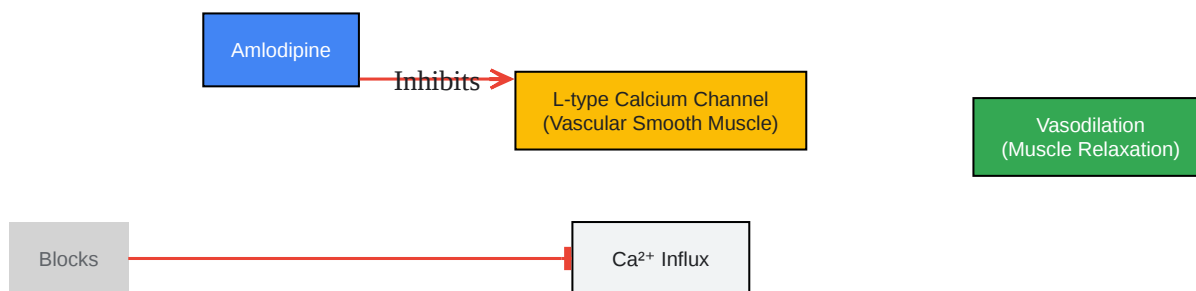 Amlodipine
Inhibits
L-type Calcium Channel
(Vascular Smooth Muscle)
Vasodilation
(Muscle Relaxation)
Blocks
Ca²⁺ Influx